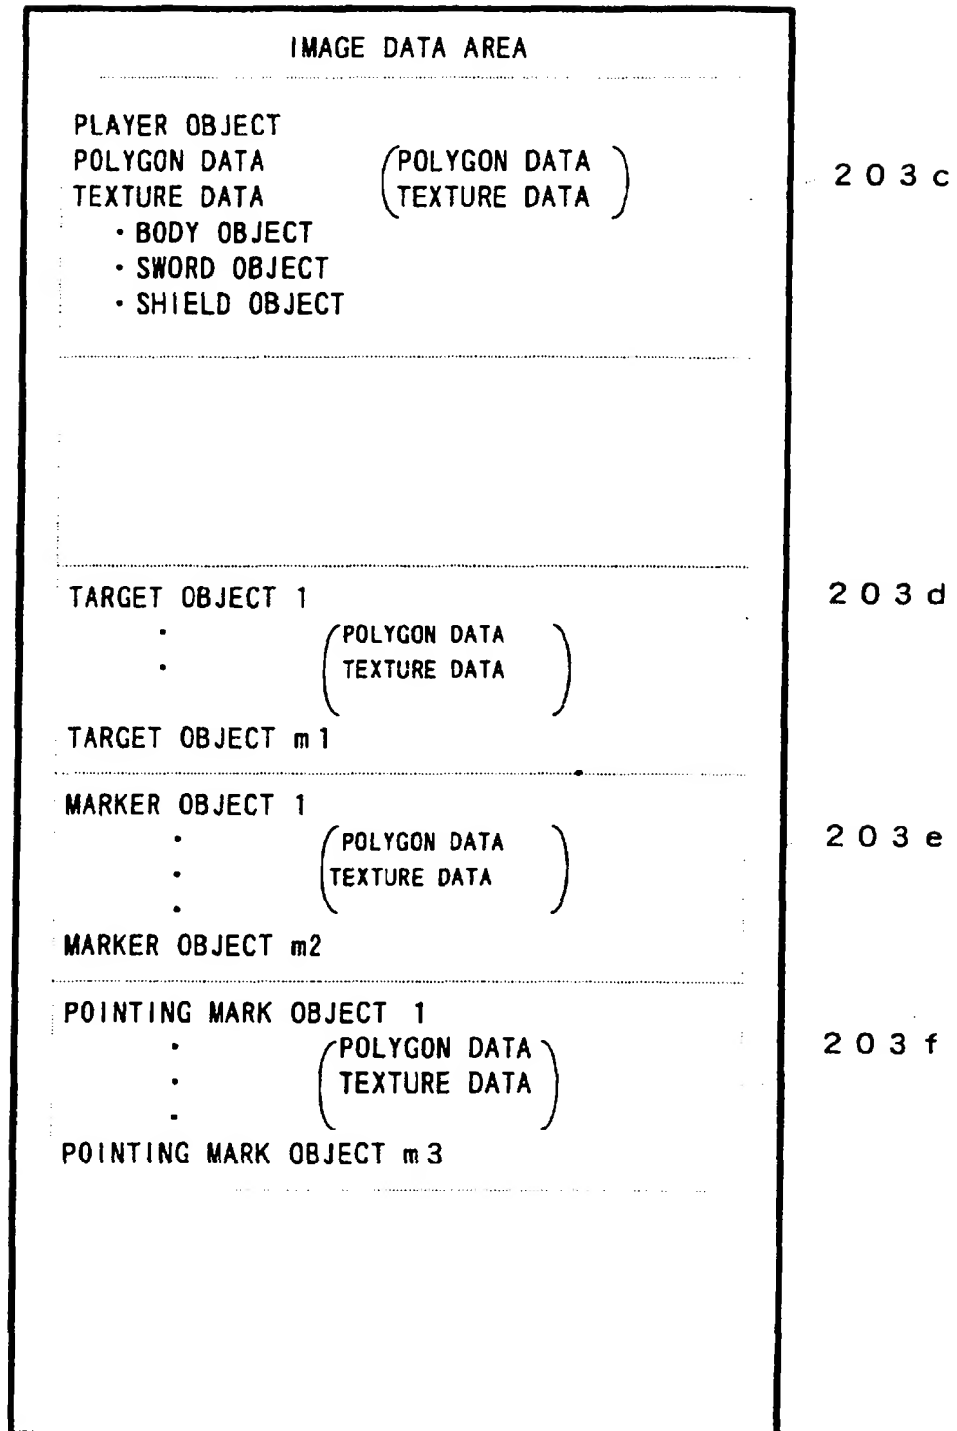 IMAGE DATA AREA
PLAYER OBJECT
POLYGON DATA (POLYGON DATA
TEXTURE DATA TEXTURE DATA) 203c
・BODY OBJECT
・SWORD OBJECT
・SHIELD OBJECT
TARGET OBJECT 1 203d
・ (POLYGON DATA
・ TEXTURE DATA)
TARGET OBJECT m1
MARKER OBJECT 1
・ (POLYGON DATA 203e
・ TEXTURE DATA
・ )
MARKER OBJECT m2
POINTING MARK OBJECT 1
・ (POLYGON DATA 203f
・ TEXTURE DATA
・ )
POINTING MARK OBJECT m3